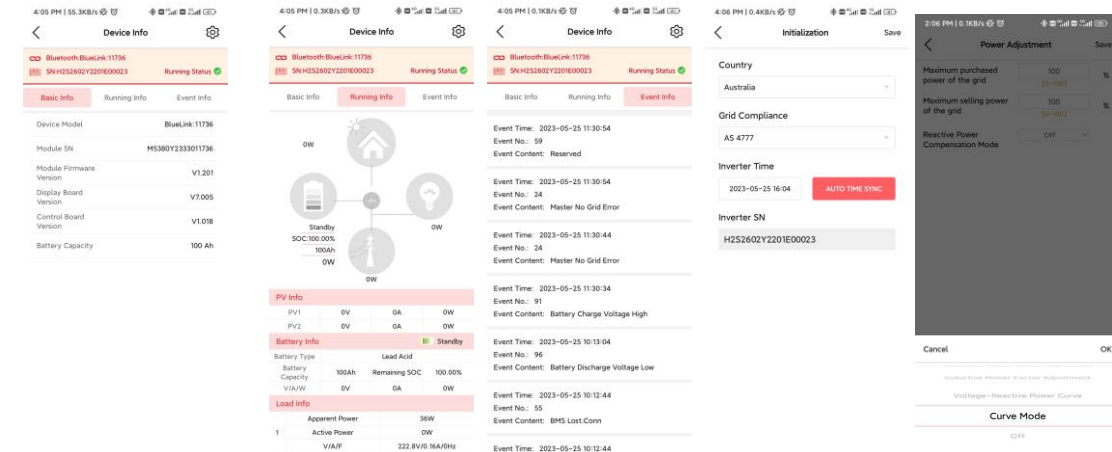 4:05 PM | 55.3KB/s
Device Info
Bluetooth:BlueLink:11736
SN:H2S2602Y2201E00023 Running Status
Basic Info Running Info Event Info
Device Model BlueLink:11736
Module SN M5380Y2333011736
Module Firmware Version V1.201
Display Board Version V7.005
Control Board Version V1.018
Battery Capacity 100 Ah
4:05 PM | 0.3KB/s
Device Info
Bluetooth:BlueLink:11736
SN:H2S2602Y2201E00023 Running Status
Basic Info Running Info Event Info
0W
Standby
SOC:100.00%
100Ah
0W
0W
0W
PV Info
PV1 0V 0A 0W
PV2 0V 0A 0W
Battery Info Standby
Battery Type Lead Acid
Battery Capacity 100Ah Remaining SOC 100.00%
V/A/W 0V 0A 0W
Load Info
Apparent Power 36W
1 Active Power 0W
V/A/F 222.8V/0.16A/0Hz
4:05 PM | 0.1KB/s
Device Info
Bluetooth:BlueLink:11736
SN:H2S2602Y2201E00023 Running Status
Basic Info Running Info Event Info
Event Time: 2023-05-25 11:30:54
Event No.: 59
Event Content: Reserved
Event Time: 2023-05-25 11:30:54
Event No.: 24
Event Content: Master No Grid Error
Event Time: 2023-05-25 11:30:44
Event No.: 24
Event Content: Master No Grid Error
Event Time: 2023-05-25 11:30:34
Event No.: 91
Event Content: Battery Charge Voltage High
Event Time: 2023-05-25 10:13:04
Event No.: 96
Event Content: Battery Discharge Voltage Low
Event Time: 2023-05-25 10:12:44
Event No.: 55
Event Content: BMS Lost.Conn
Event Time: 2023-05-25 10:12:44
4:06 PM | 0.4KB/s
Initialization Save
Country
Australia
Grid Compliance
AS 4777
Inverter Time
2023-05-25 16:04 AUTO TIME SYNC
Inverter SN
H2S2602Y2201E00023
2:06 PM | 0.1KB/s
Power Adjustment Save
Maximum purchased power of the grid 100 %
[0~100]
Maximum selling power of the grid 100 %
[0~100]
Reactive Power Compensation Mode Off
Cancel OK
Inductive Power Factor Adjustment
Voltage-Reactive Power Curve
Curve Mode
Off